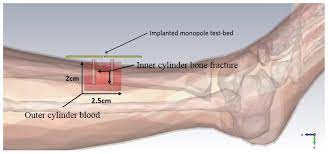 Implanted monopole test-bed
Inner cylinder bone fracture
2cm
2.5cm
Outer cylinder blood